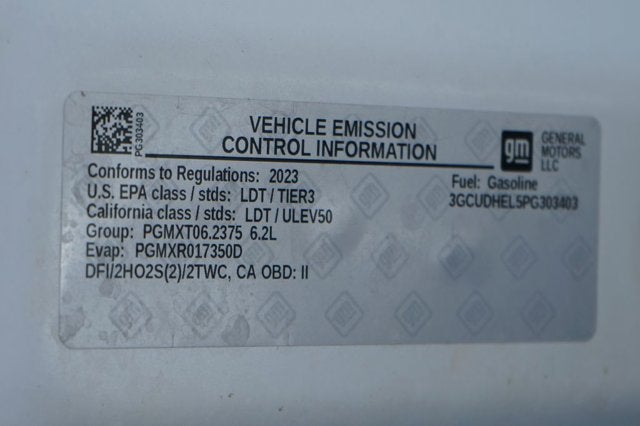 PG303403
VEHICLE EMISSION
CONTROL INFORMATION
gm
GENERAL
MOTORS
LLC
Conforms to Regulations: 2023
U.S. EPA class / stds: LDT / TIER3
California class / stds: LDT / ULEV50
Group: PGMXT06.2375 6.2L
Evap: PGMXR017350D
DFI/2HO2S(2)/2TWC, CA OBD: II
Fuel: Gasoline
3GCUDHEL5PG303403